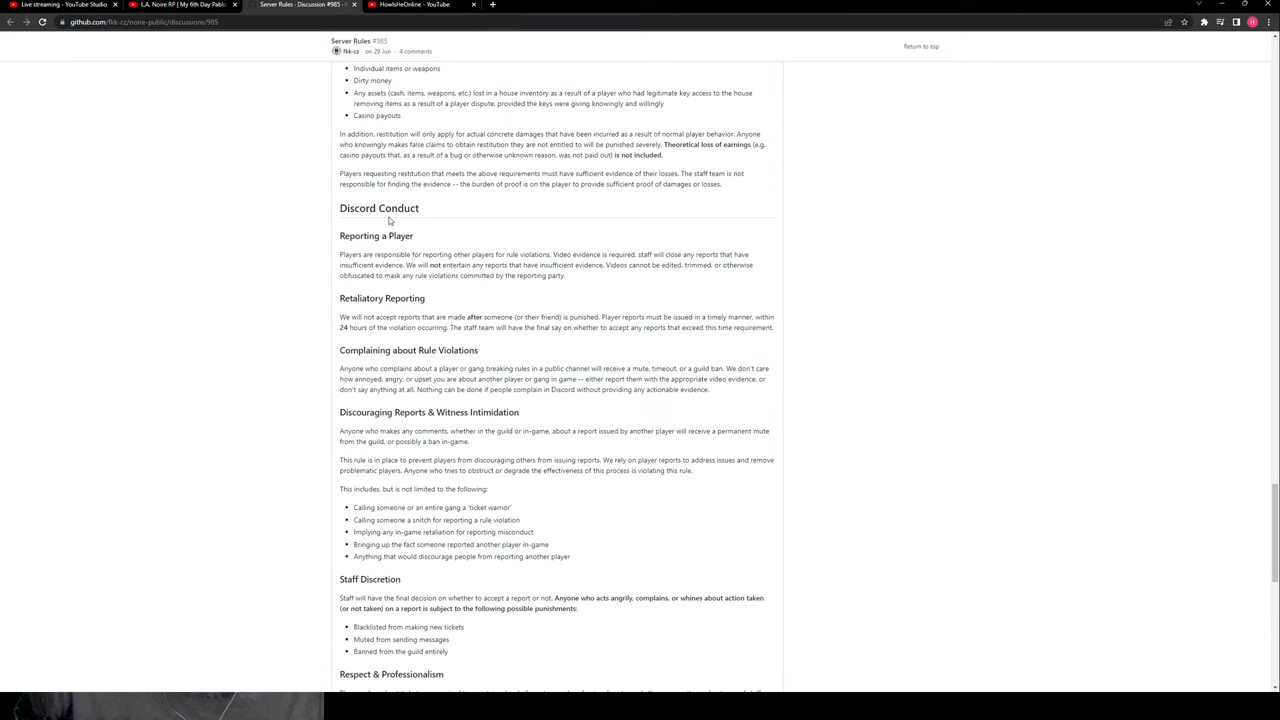 Live streaming - YouTube Studio
L.A. Noire RP | My 6th Day Pablo
Server Rules · Discussion #985 · f
HowIsHeOnline - YouTube
github.com/fkk-cz/noire-public/discussions/985
H
Server Rules #985
fkk-cz on 29 Jun · 4 comments
Return to top
Individual items or weapons
Dirty money
Any assets (cash, items, weapons, etc.) lost in a house inventory as a result of a player who had legitimate key access to the house
removing items as a result of a player dispute, provided the keys were giving knowingly and willingly
Casino payouts
In addition, restitution will only apply for actual concrete damages that have been incurred as a result of normal player behavior. Anyone
who knowingly makes false claims to obtain restitution they are not entitled to will be punished severely. Theoretical loss of earnings (e.g.
casino payouts that, as a result of a bug or otherwise unknown reason, was not paid out) is not included.
Players requesting restitution that meets the above requirements must have sufficient evidence of their losses. The staff team is not
responsible for finding the evidence -- the burden of proof is on the player to provide sufficient proof of damages or losses.
Discord Conduct
Reporting a Player
Players are responsible for reporting other players for rule violations. Video evidence is required, staff will close any reports that have
insufficient evidence. We will not entertain any reports that have insufficient evidence. Videos cannot be edited, trimmed, or otherwise
obfuscated to mask any rule violations committed by the reporting party.
Retaliatory Reporting
We will not accept reports that are made after someone (or their friend) is punished. Player reports must be issued in a timely manner, within
24 hours of the violation occurring. The staff team will have the final say on whether to accept any reports that exceed this time requirement.
Complaining about Rule Violations
Anyone who complains about a player or gang breaking rules in a public channel will receive a mute, timeout, or a guild ban. We don't care
how annoyed, angry, or upset you are about another player or gang in game -- either report them with the appropriate video evidence, or
don't say anything at all. Nothing can be done if people complain in Discord without providing any actionable evidence.
Discouraging Reports & Witness Intimidation
Anyone who makes any comments, whether in the guild or in-game, about a report issued by another player will receive a permanent mute
from the guild, or possibly a ban in-game.
This rule is in place to prevent players from discouraging others from issuing reports. We rely on player reports to address issues and remove
problematic players. Anyone who tries to obstruct or degrade the effectiveness of this process is violating this rule.
This includes, but is not limited to the following:
Calling someone or an entire gang a 'ticket warrior'
Calling someone a snitch for reporting a rule violation
Implying any in-game retaliation for reporting misconduct
Bringing up the fact someone reported another player in-game
Anything that would discourage people from reporting another player
Staff Discretion
Staff will have the final decision on whether to accept a report or not. Anyone who acts angrily, complains, or whines about action taken
(or not taken) on a report is subject to the following possible punishments:
Blacklisted from making new tickets
Muted from sending messages
Banned from the guild entirely
Respect & Professionalism